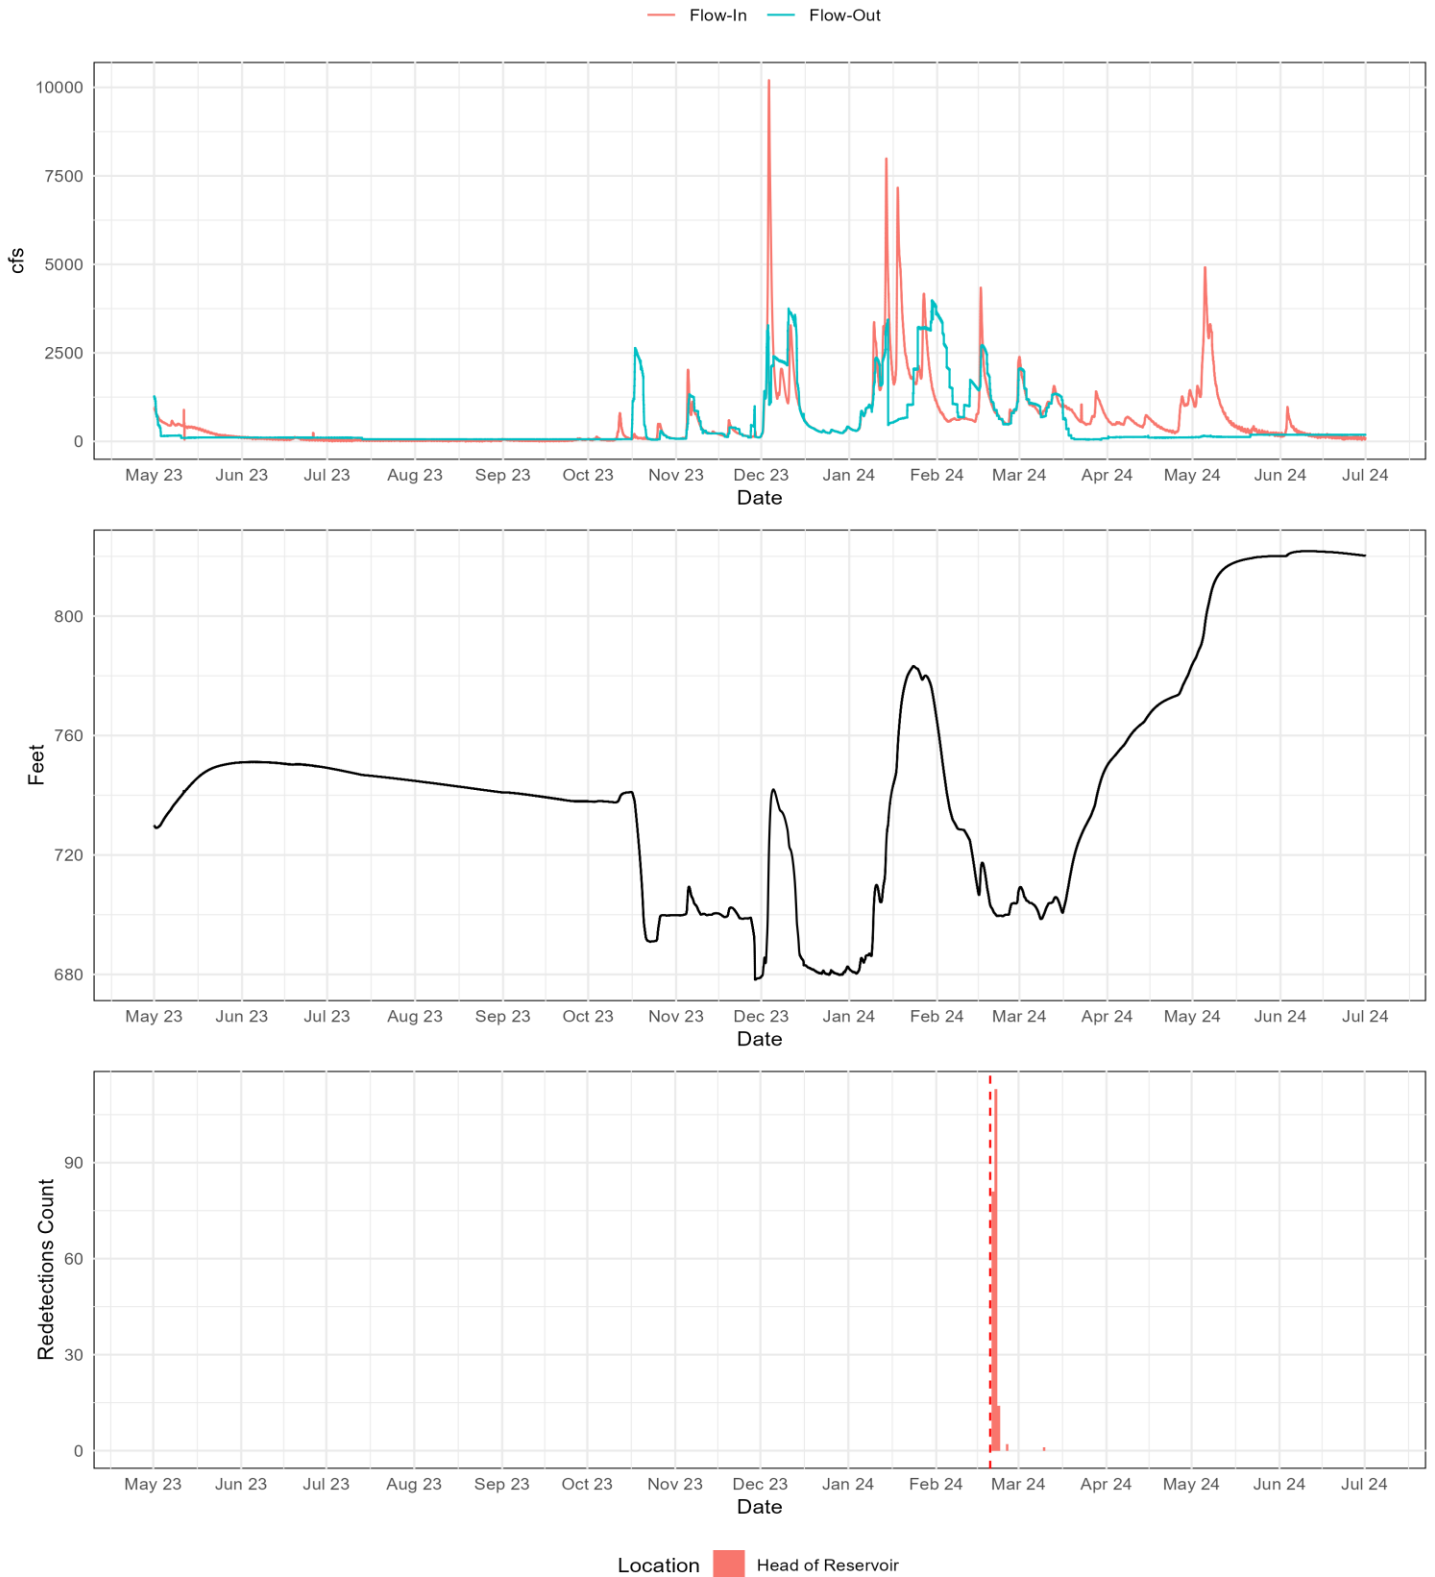 Flow-In Flow-Out
10000
7500
5000
2500
0
cfs
May 23 Jun 23 Jul 23 Aug 23 Sep 23 Oct 23 Nov 23 Dec 23 Jan 24 Feb 24 Mar 24 Apr 24 May 24 Jun 24 Jul 24
Date
800
760
720
680
Feet
May 23 Jun 23 Jul 23 Aug 23 Sep 23 Oct 23 Nov 23 Dec 23 Jan 24 Feb 24 Mar 24 Apr 24 May 24 Jun 24 Jul 24
Date
90
60
30
0
Redetections Count
May 23 Jun 23 Jul 23 Aug 23 Sep 23 Oct 23 Nov 23 Dec 23 Jan 24 Feb 24 Mar 24 Apr 24 May 24 Jun 24 Jul 24
Date
Location Head of Reservoir